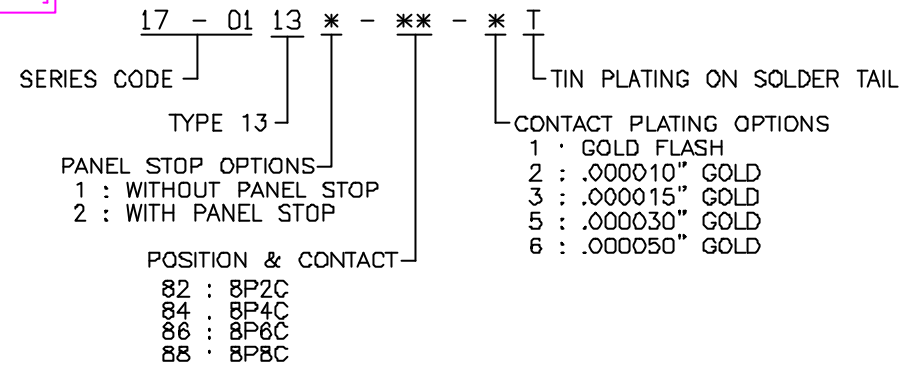 17 - 01 13 * - ** - * T
SERIES CODE
TIN PLATING ON SOLDER TAIL
TYPE 13
CONTACT PLATING OPTIONS
1 : GOLD FLASH
2 : .000010" GOLD
3 : .000015" GOLD
5 : .000030" GOLD
6 : .000050" GOLD
PANEL STOP OPTIONS
1 : WITHOUT PANEL STOP
2 : WITH PANEL STOP
POSITION & CONTACT
82 : 8P2C
84 : 8P4C
86 : 8P6C
88 : 8P8C